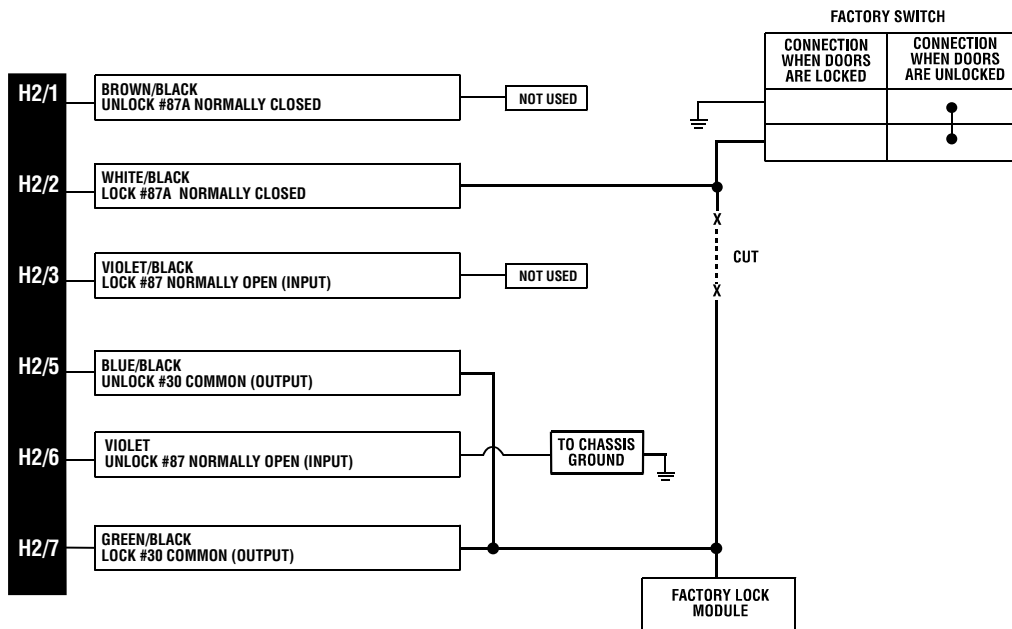 FACTORY SWITCH
CONNECTION
WHEN DOORS
ARE LOCKED
CONNECTION
WHEN DOORS
ARE UNLOCKED
H2/1
BROWN/BLACK
UNLOCK #87A NORMALLY CLOSED
NOT USED
H2/2
WHITE/BLACK
LOCK #87A NORMALLY CLOSED
X
CUT
X
H2/3
VIOLET/BLACK
LOCK #87 NORMALLY OPEN (INPUT)
NOT USED
H2/5
BLUE/BLACK
UNLOCK #30 COMMON (OUTPUT)
H2/6
VIOLET
UNLOCK #87 NORMALLY OPEN (INPUT)
TO CHASSIS
GROUND
H2/7
GREEN/BLACK
LOCK #30 COMMON (OUTPUT)
FACTORY LOCK
MODULE